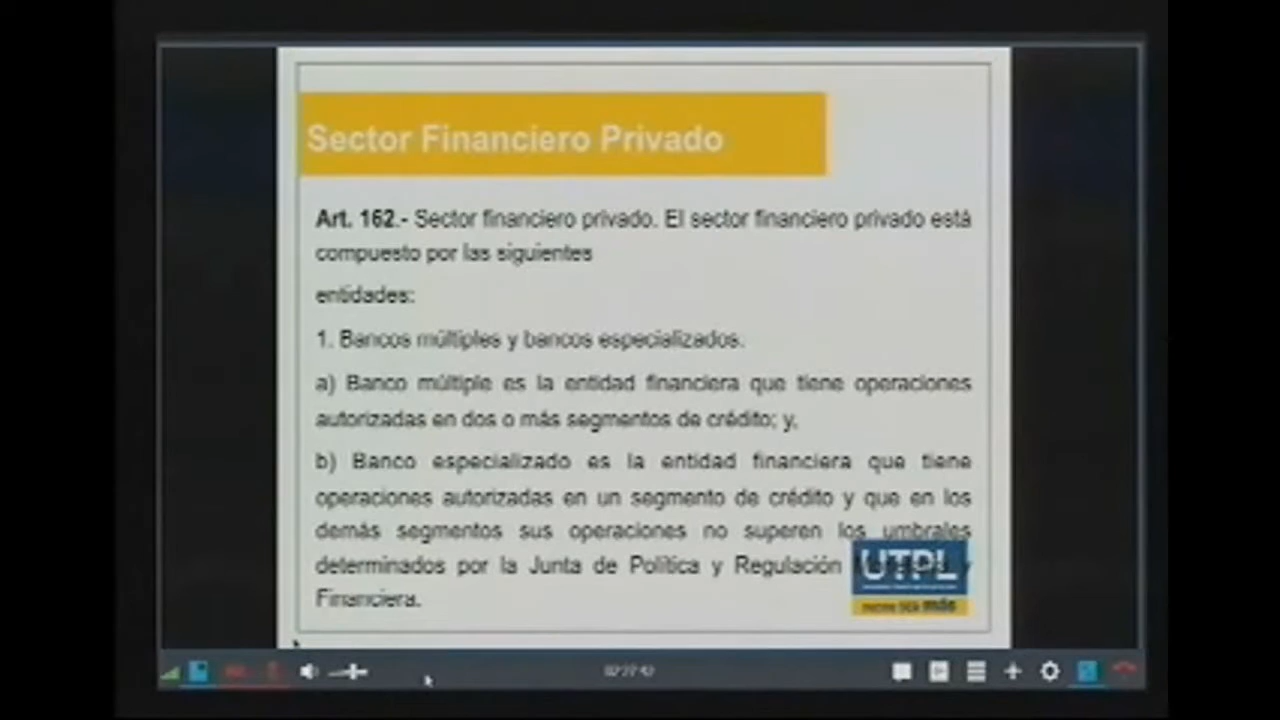 Sector Financiero Privado
Art. 162.- Sector financiero privado. El sector financiero privado está
compuesto por las siguientes
entidades:
1. Bancos múltiples y bancos especializados.
a) Banco múltiple es la entidad financiera que tiene operaciones
autorizadas en dos o más segmentos de crédito; y,
b) Banco especializado es la entidad financiera que tiene
operaciones autorizadas en un segmento de crédito y que en los
demás segmentos sus operaciones no superen los umbrales
determinados por la Junta de Política y Regulación
Financiera.
UTPL
más